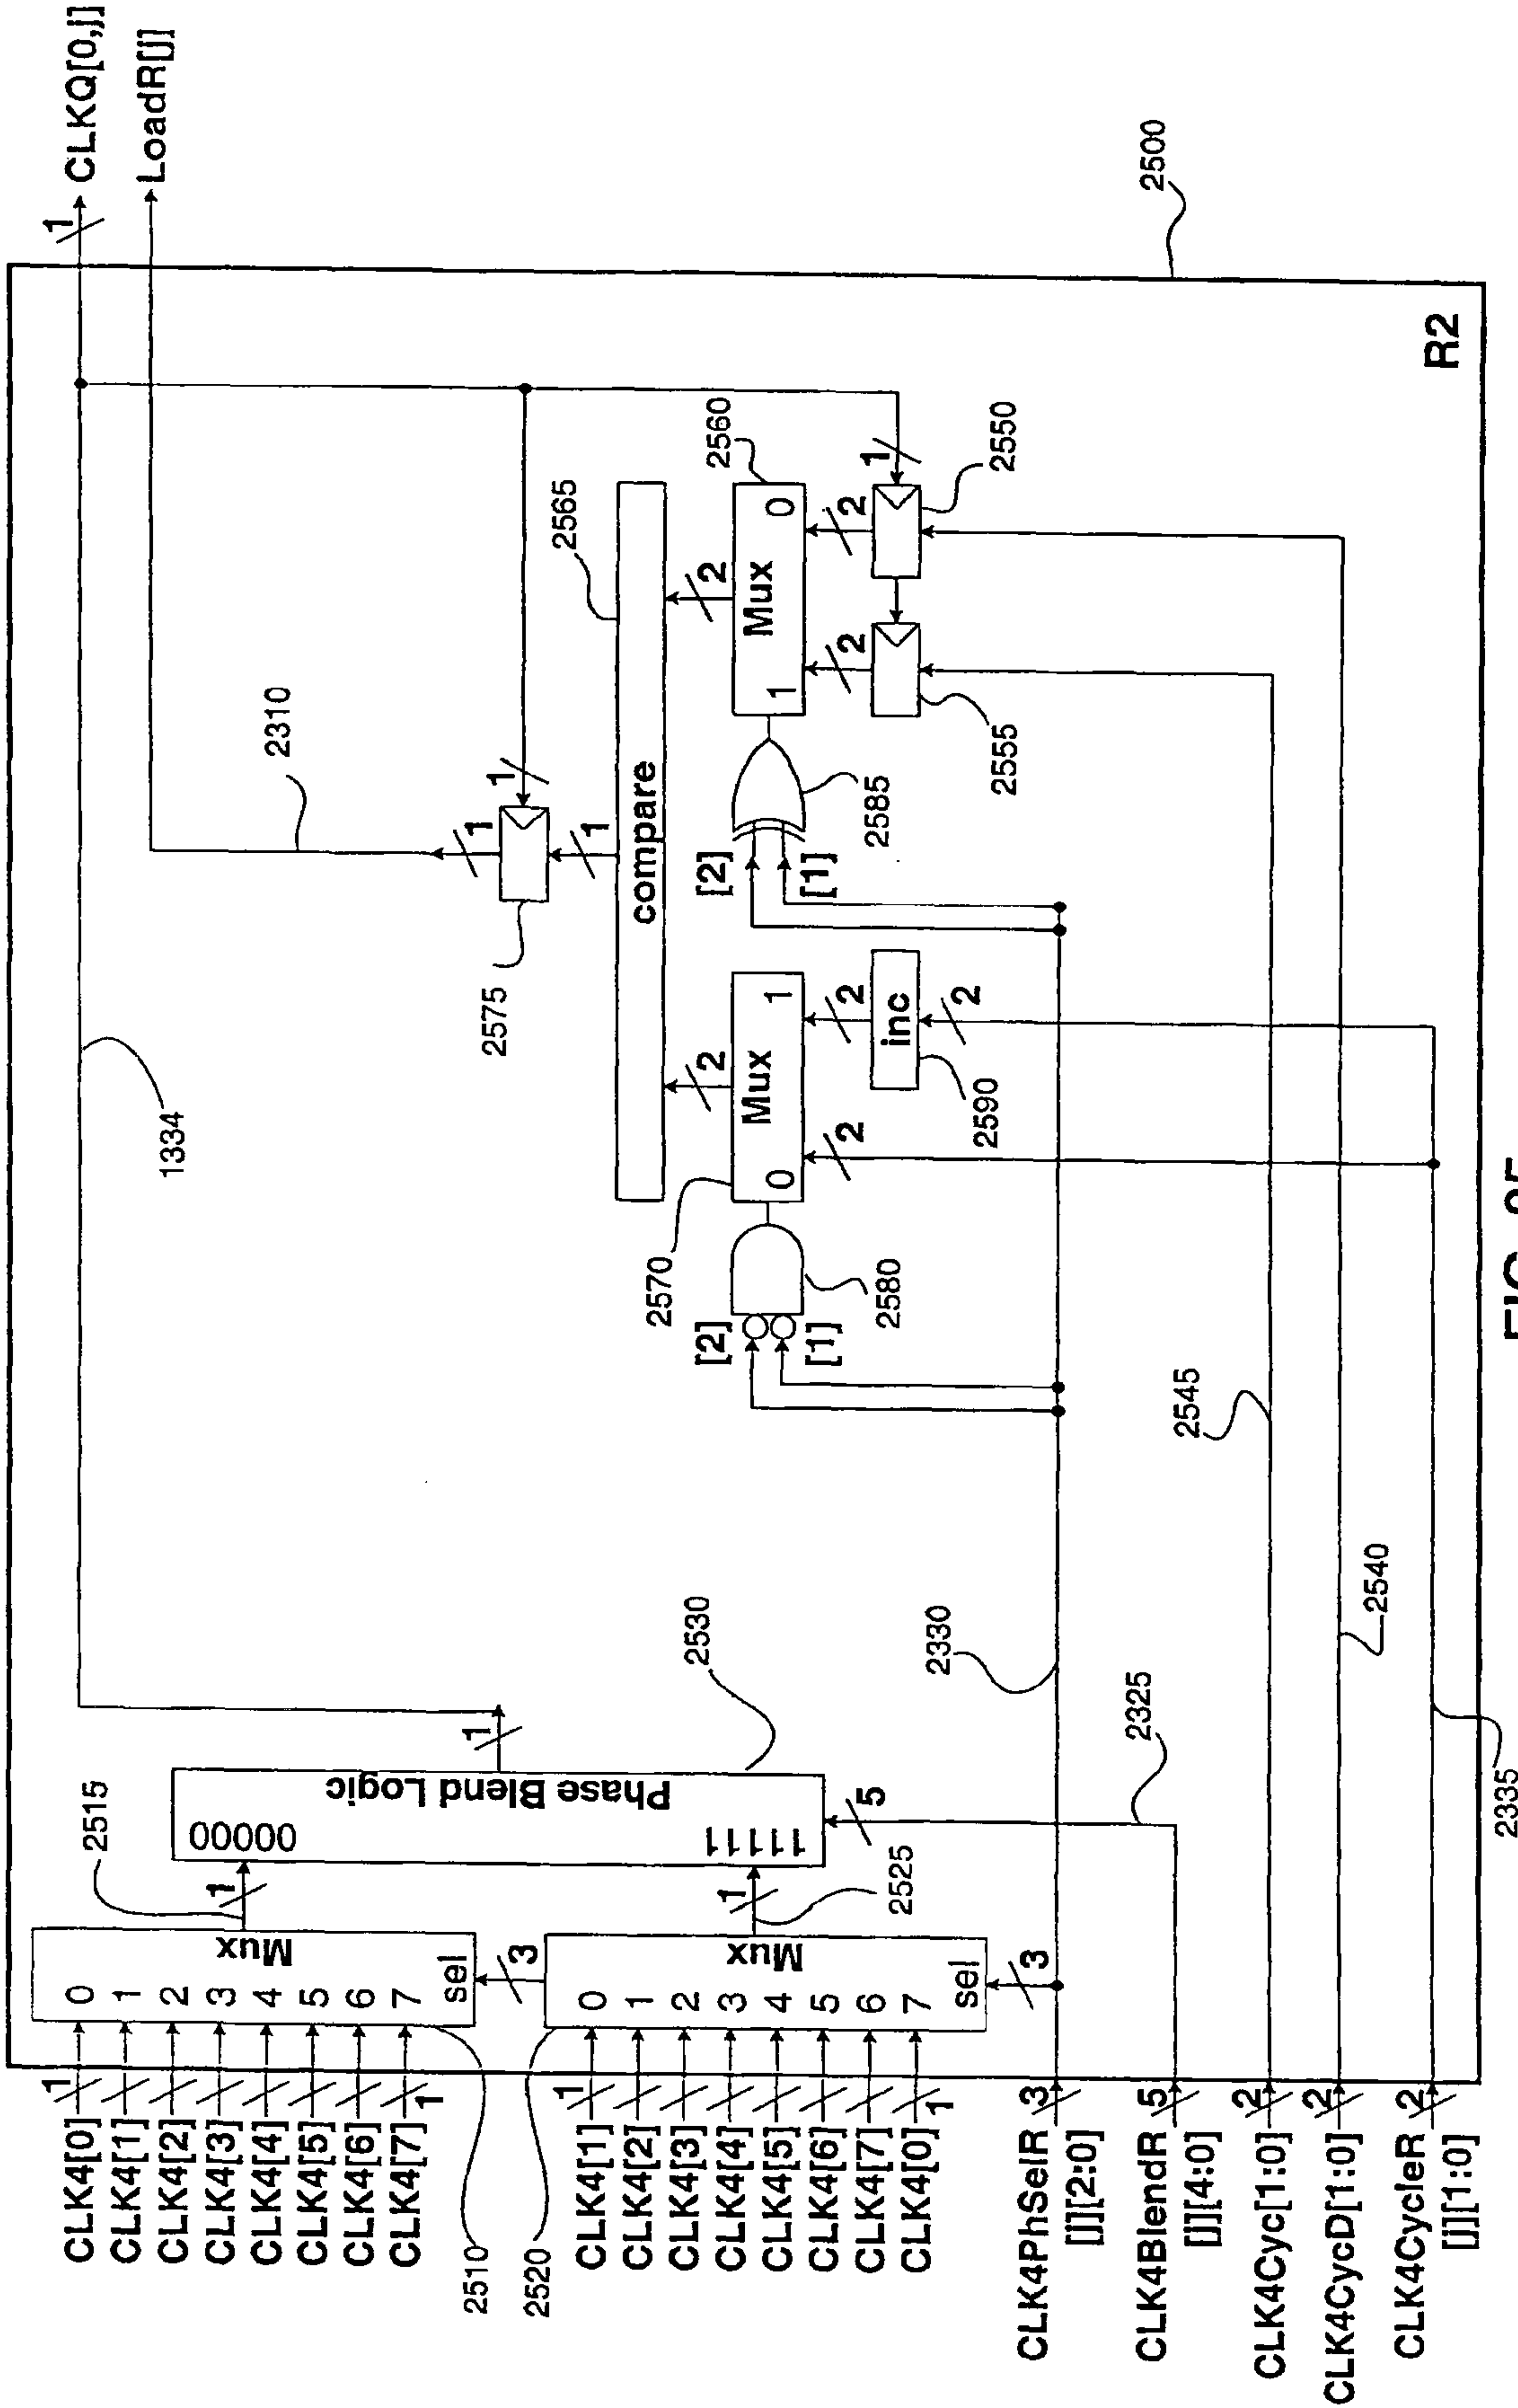 CLKQ[0,j]
LoadR[j]
1
1334
2310
2500
R2
CLK4[0]
CLK4[1]
CLK4[2]
CLK4[3]
CLK4[4]
CLK4[5]
CLK4[6]
CLK4[7]
1
1
0
1
2
3
4
5
6
7
sel
Mux
2510
2515
1
CLK4[1]
CLK4[2]
CLK4[3]
CLK4[4]
CLK4[5]
CLK4[6]
CLK4[7]
CLK4[0]
1
1
0
1
2
3
4
5
6
7
sel
Mux
2520
2525
1
3
3
00000
11111
Phase Blend Logic
2530
1
5
2575
1
1
1
compare
2565
2570
0
Mux
1
2
[2]
[1]
2580
2
2
inc
2
2590
[2]
[1]
2585
1
Mux
0
2
2560
2
2
1
2555
2550
CLK4PhSelR
[j][2:0]
3
2330
CLK4BlendR
[j][4:0]
5
2325
CLK4Cyc[1:0]
2
2545
CLK4CycD[1:0]
2
2540
CLK4CycleR
[j][1:0]
2
2335